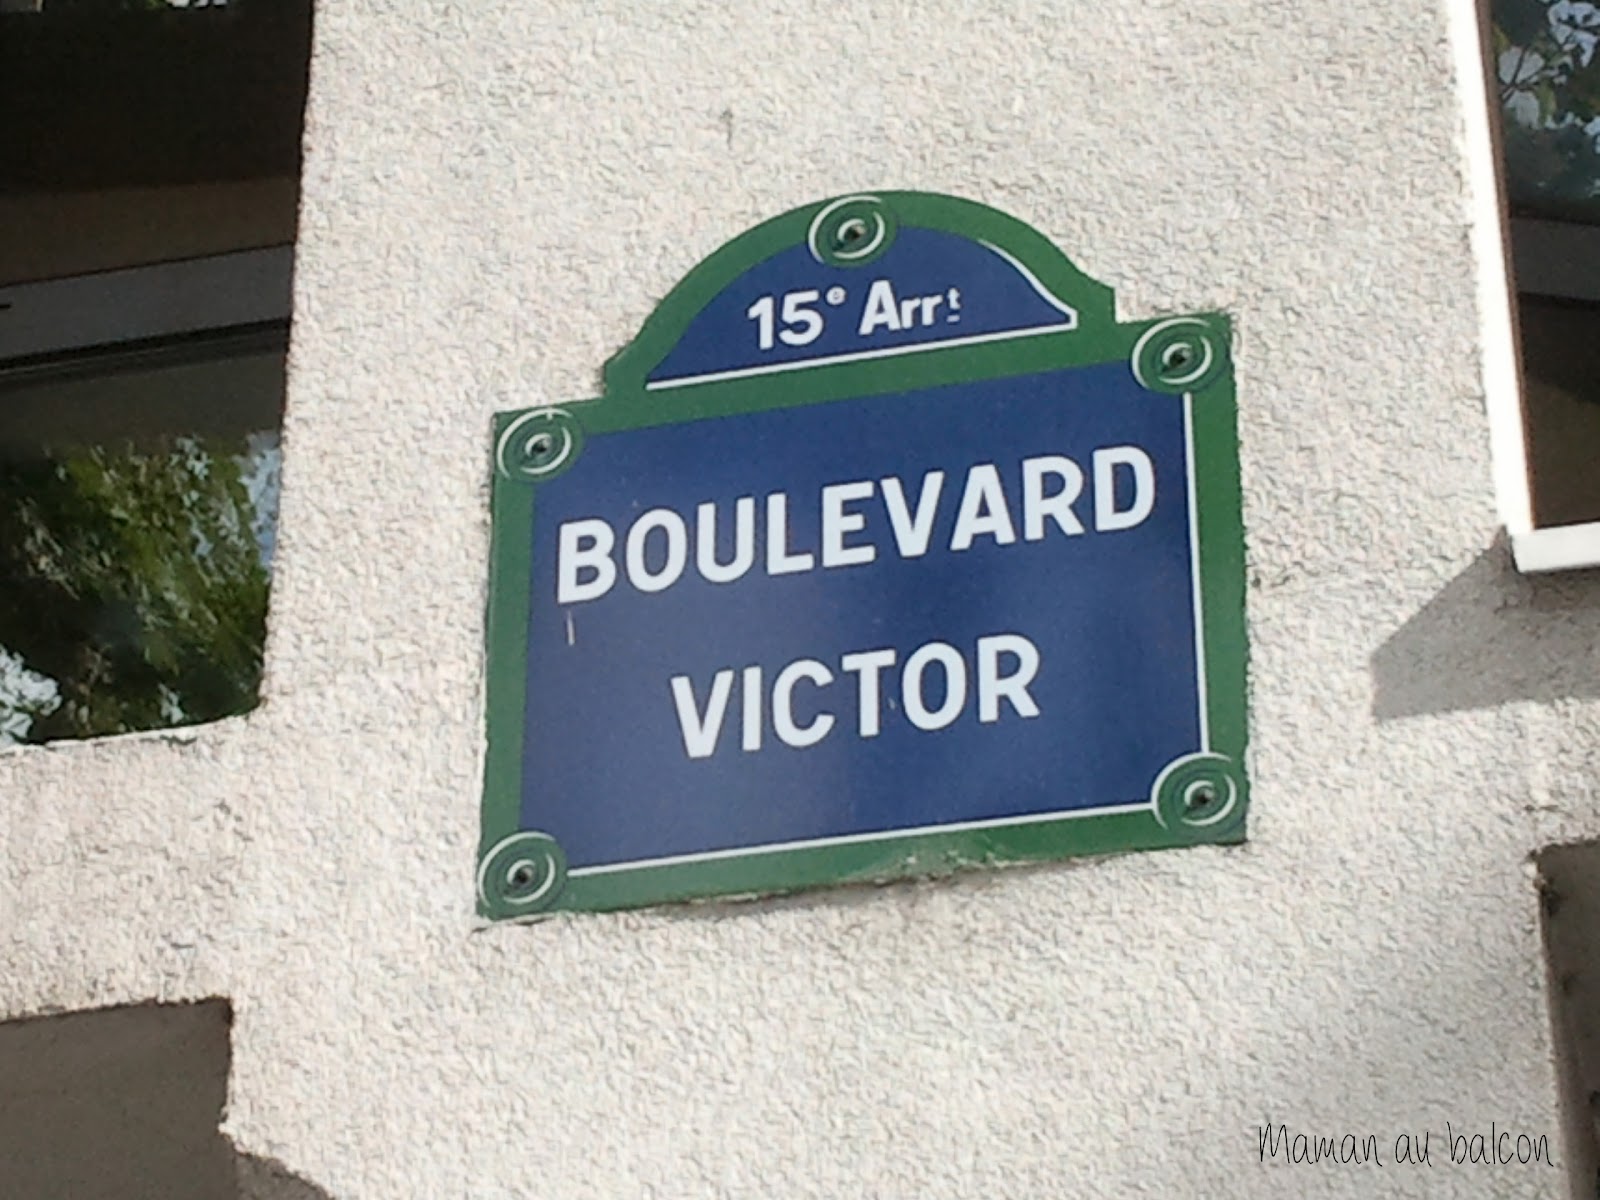 15e Arrt
BOULEVARD
VICTOR
Maman au balcon